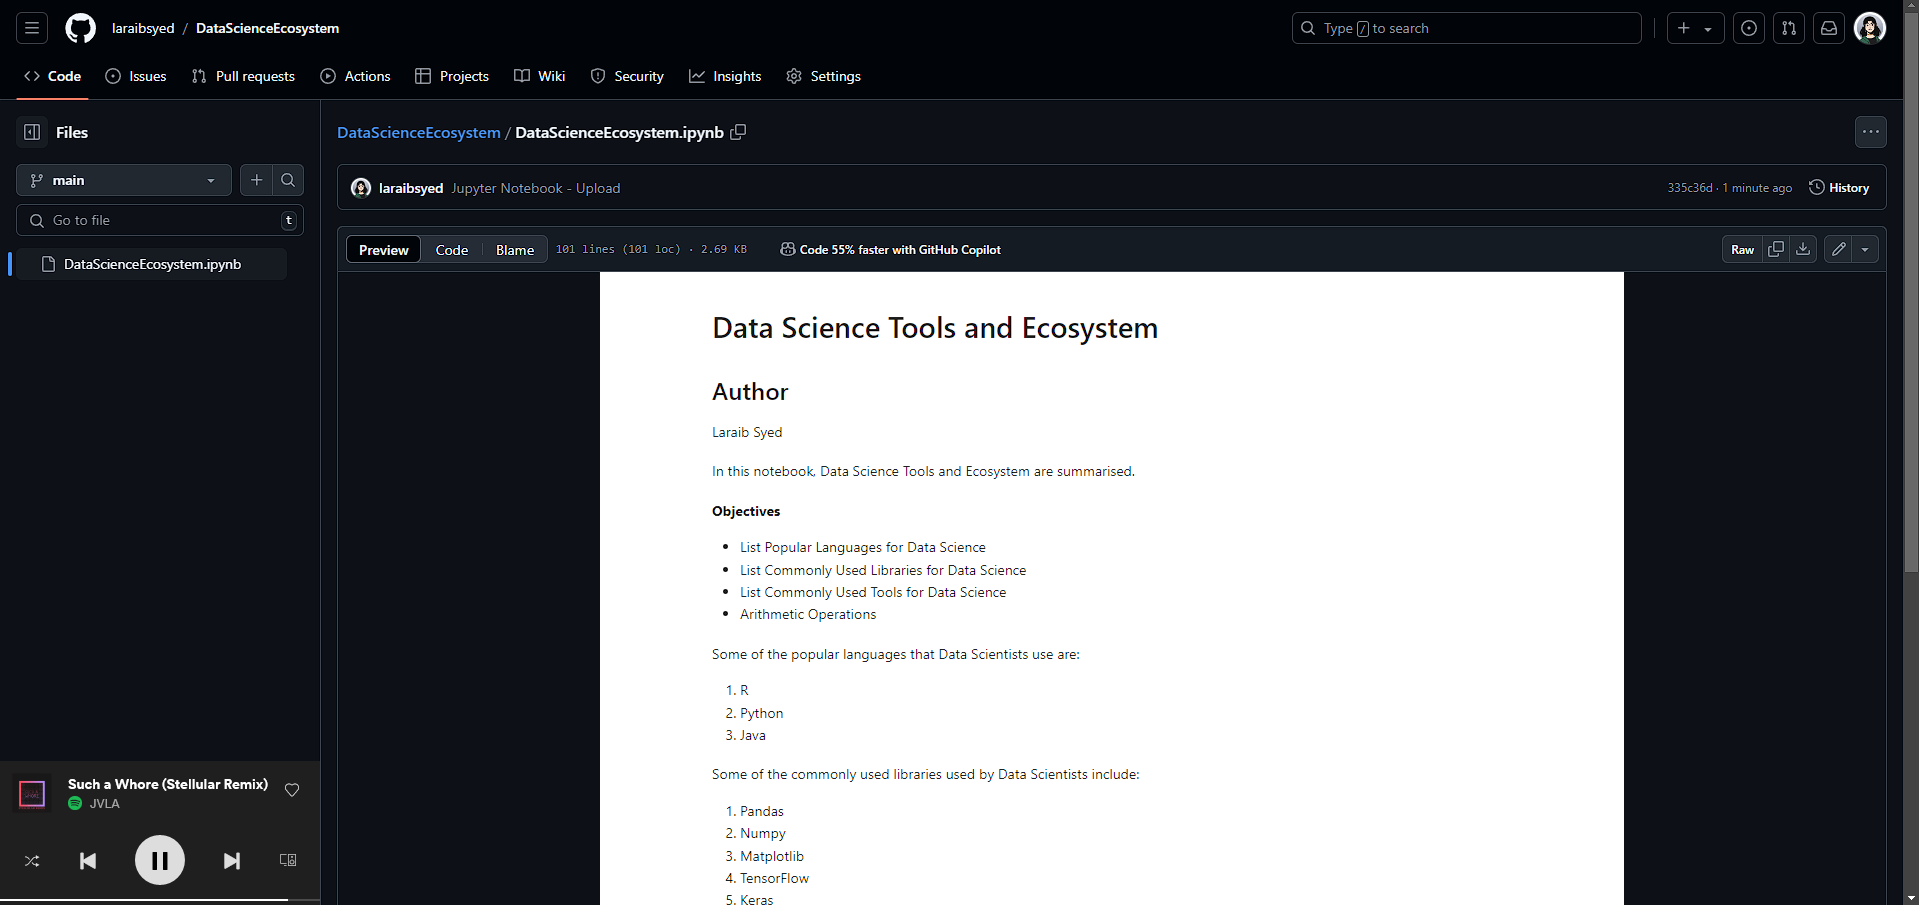 laraibsyed / DataScienceEcosystem
Type / to search
Code Issues Pull requests Actions Projects Wiki Security Insights Settings
Files
main
Go to file
t
DataScienceEcosystem.ipynb
DataScienceEcosystem / DataScienceEcosystem.ipynb
laraibsyed Jupyter Notebook - Upload
335c36d · 1 minute ago History
Preview Code Blame 101 lines (101 loc) · 2.69 KB Code 55% faster with GitHub Copilot
Raw
Data Science Tools and Ecosystem
Author
Laraib Syed
In this notebook, Data Science Tools and Ecosystem are summarised.
Objectives
• List Popular Languages for Data Science
• List Commonly Used Libraries for Data Science
• List Commonly Used Tools for Data Science
• Arithmetic Operations
Some of the popular languages that Data Scientists use are:
1. R
2. Python
3. Java
Some of the commonly used libraries used by Data Scientists include:
1. Pandas
2. Numpy
3. Matplotlib
4. TensorFlow
5. Keras
Such a Whore (Stellular Remix)
JVLA